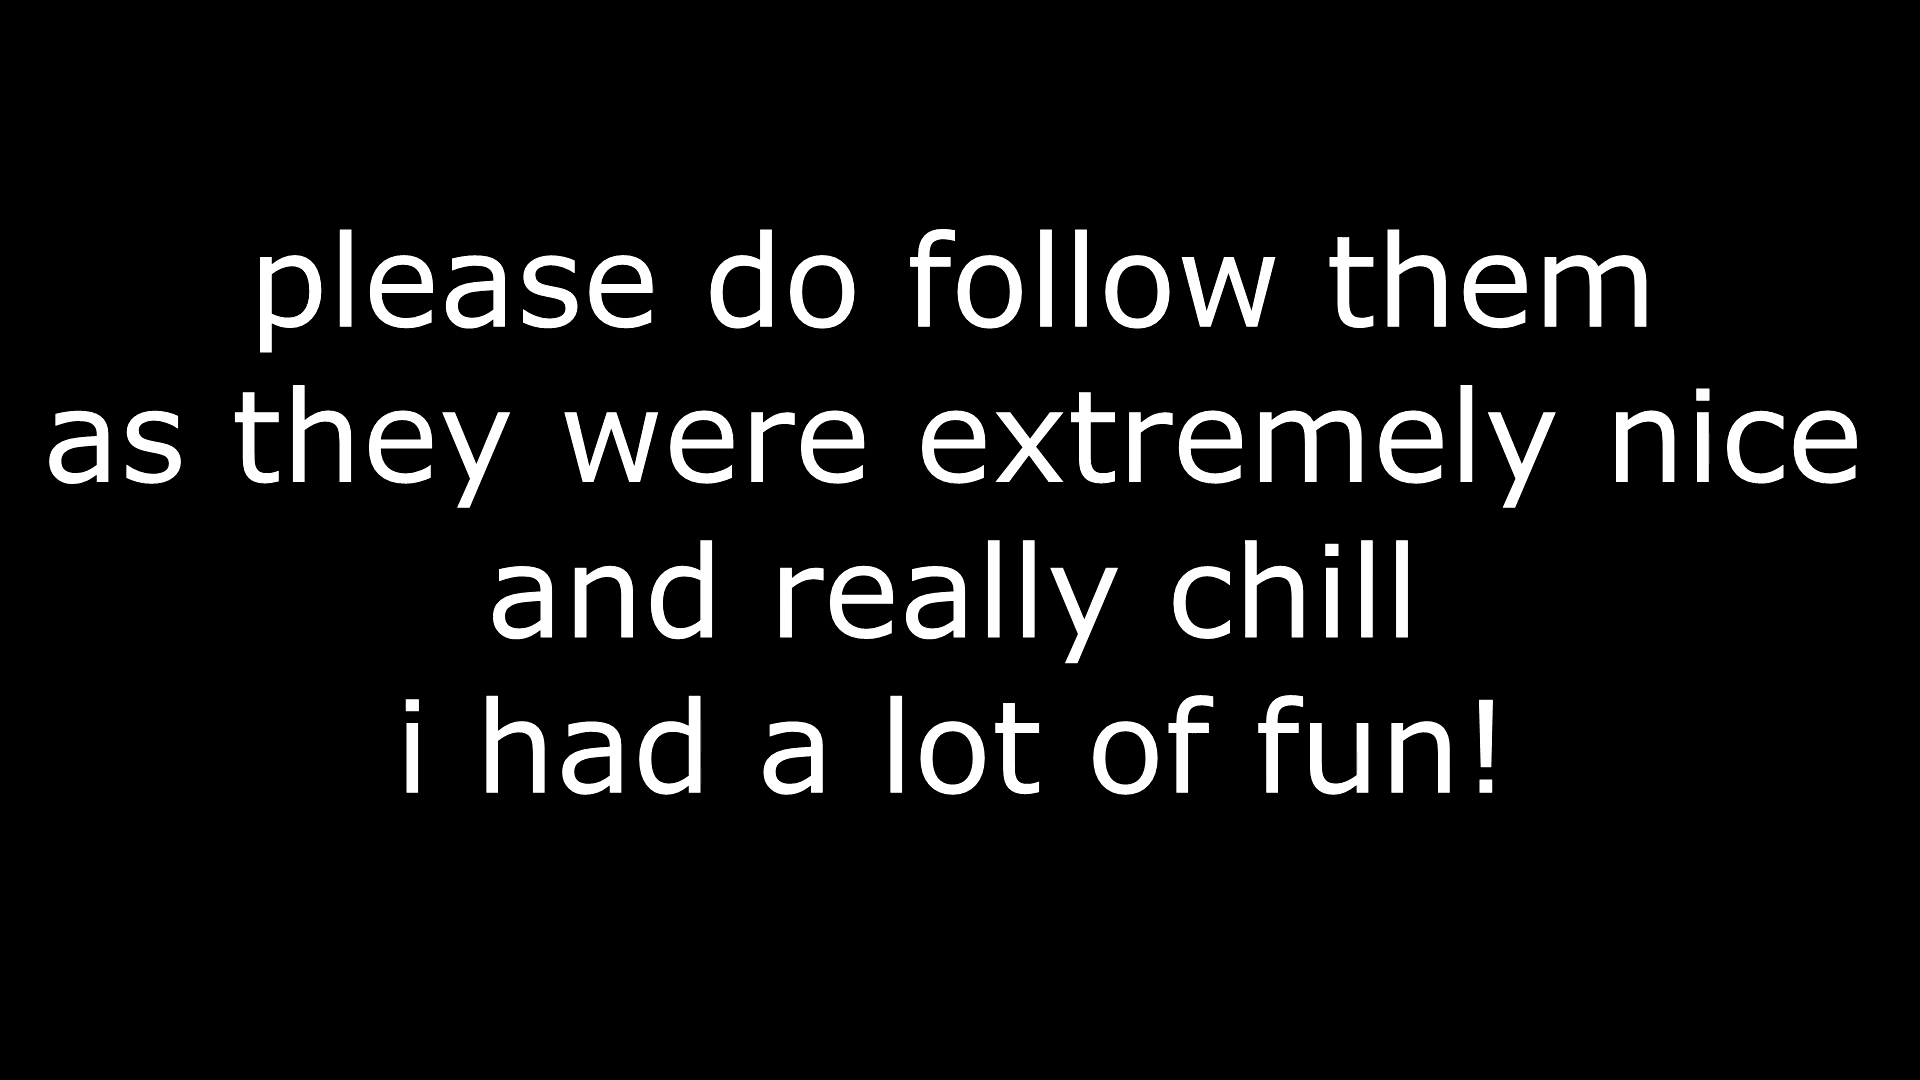 please do follow them
as they were extremely nice
and really chill
i had a lot of fun!